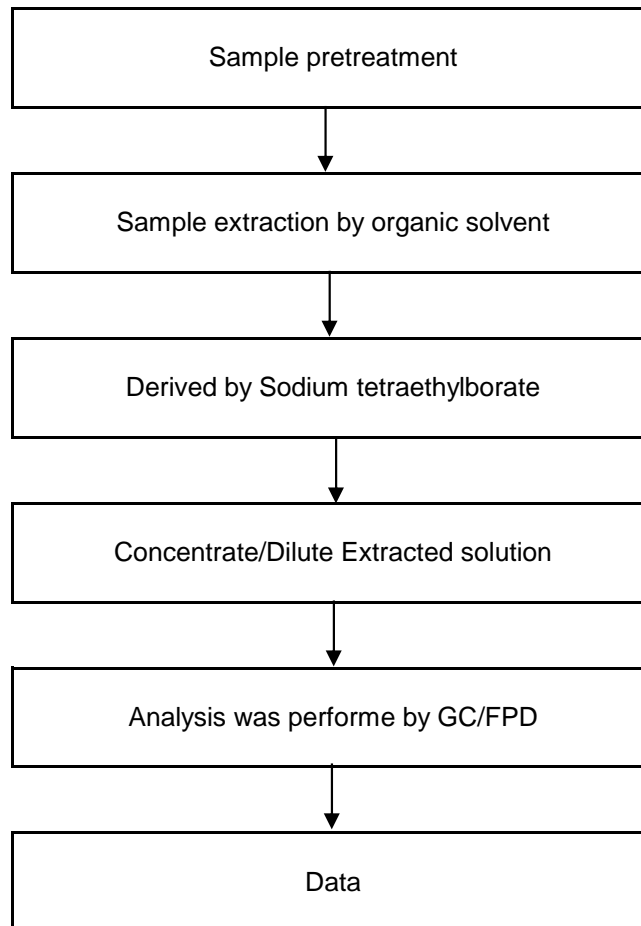 Sample pretreatment
Sample extraction by organic solvent
Derived by Sodium tetraethylborate
Concentrate/Dilute Extracted solution
Analysis was performe by GC/FPD
Data